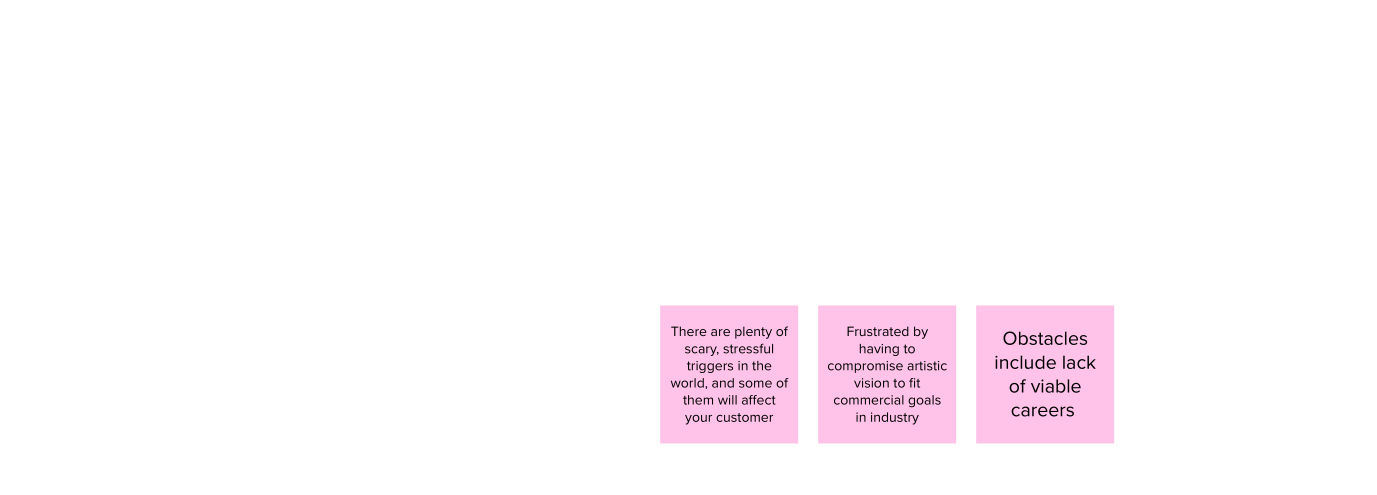 There are plenty of
scary, stressful
triggers in the
world, and some of
them will affect
your customer
Frustrated by
having to
compromise artistic
vision to fit
commercial goals
in industry
Obstacles
include lack
of viable
careers